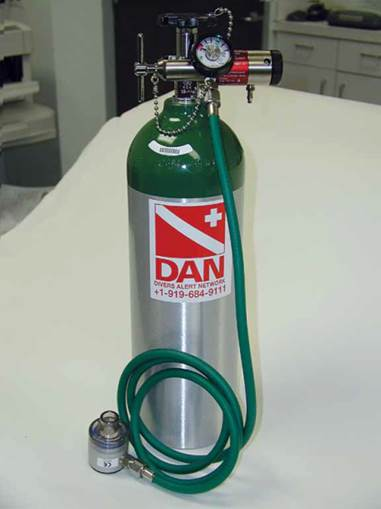 DAN
DIVERS ALERT NETWORK
+1-919-684-9111